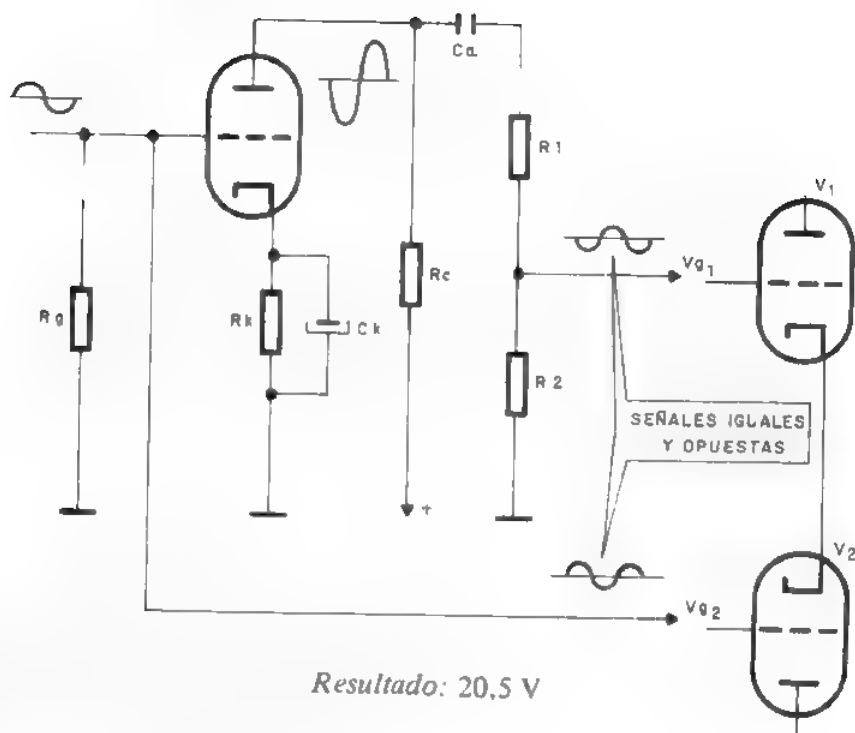 Ca
R1
V1
Vg1
Rg
Rk
Ck
Rc
+
R2
SEÑALES IGUALES
Y OPUESTAS
V2
Vg2
Resultado: 20,5 V